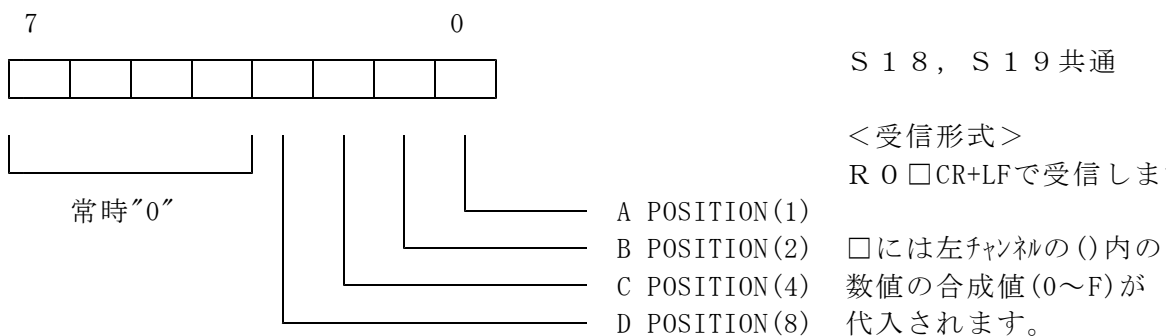 7 0
S18, S19共通
<受信形式>
R0□CR+LFで受信しま
常時"0"
A POSITION(1)
B POSITION(2) □には左チャンネルの()内の
C POSITION(4) 数値の合成値(0～F)が
D POSITION(8) 代入されます。